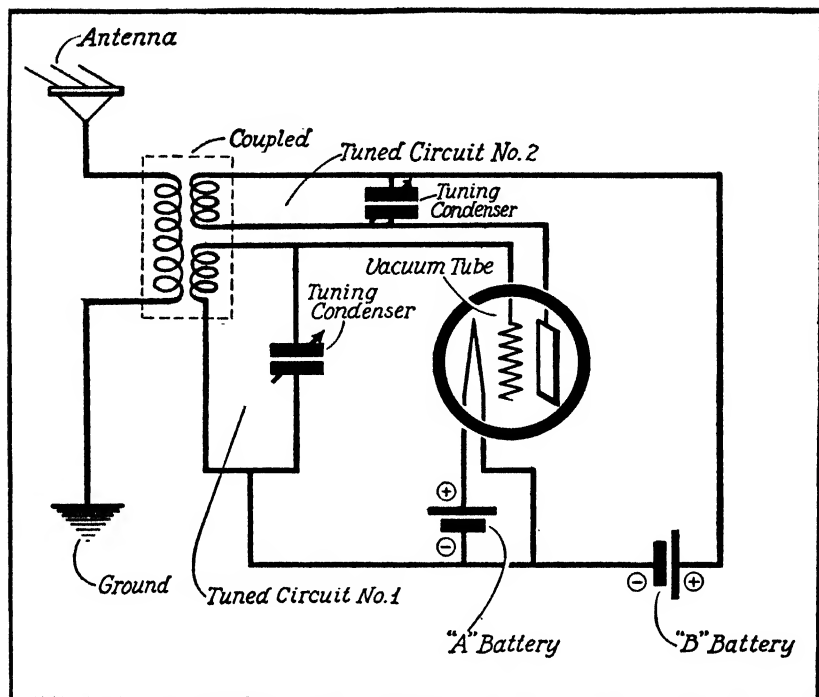 Antenna
Coupled
Tuned Circuit No. 2
Tuning
Condenser
Vacuum Tube
Tuning
Condenser
+
-
- +
Ground
Tuned Circuit No. 1
"A" Battery
"B" Battery